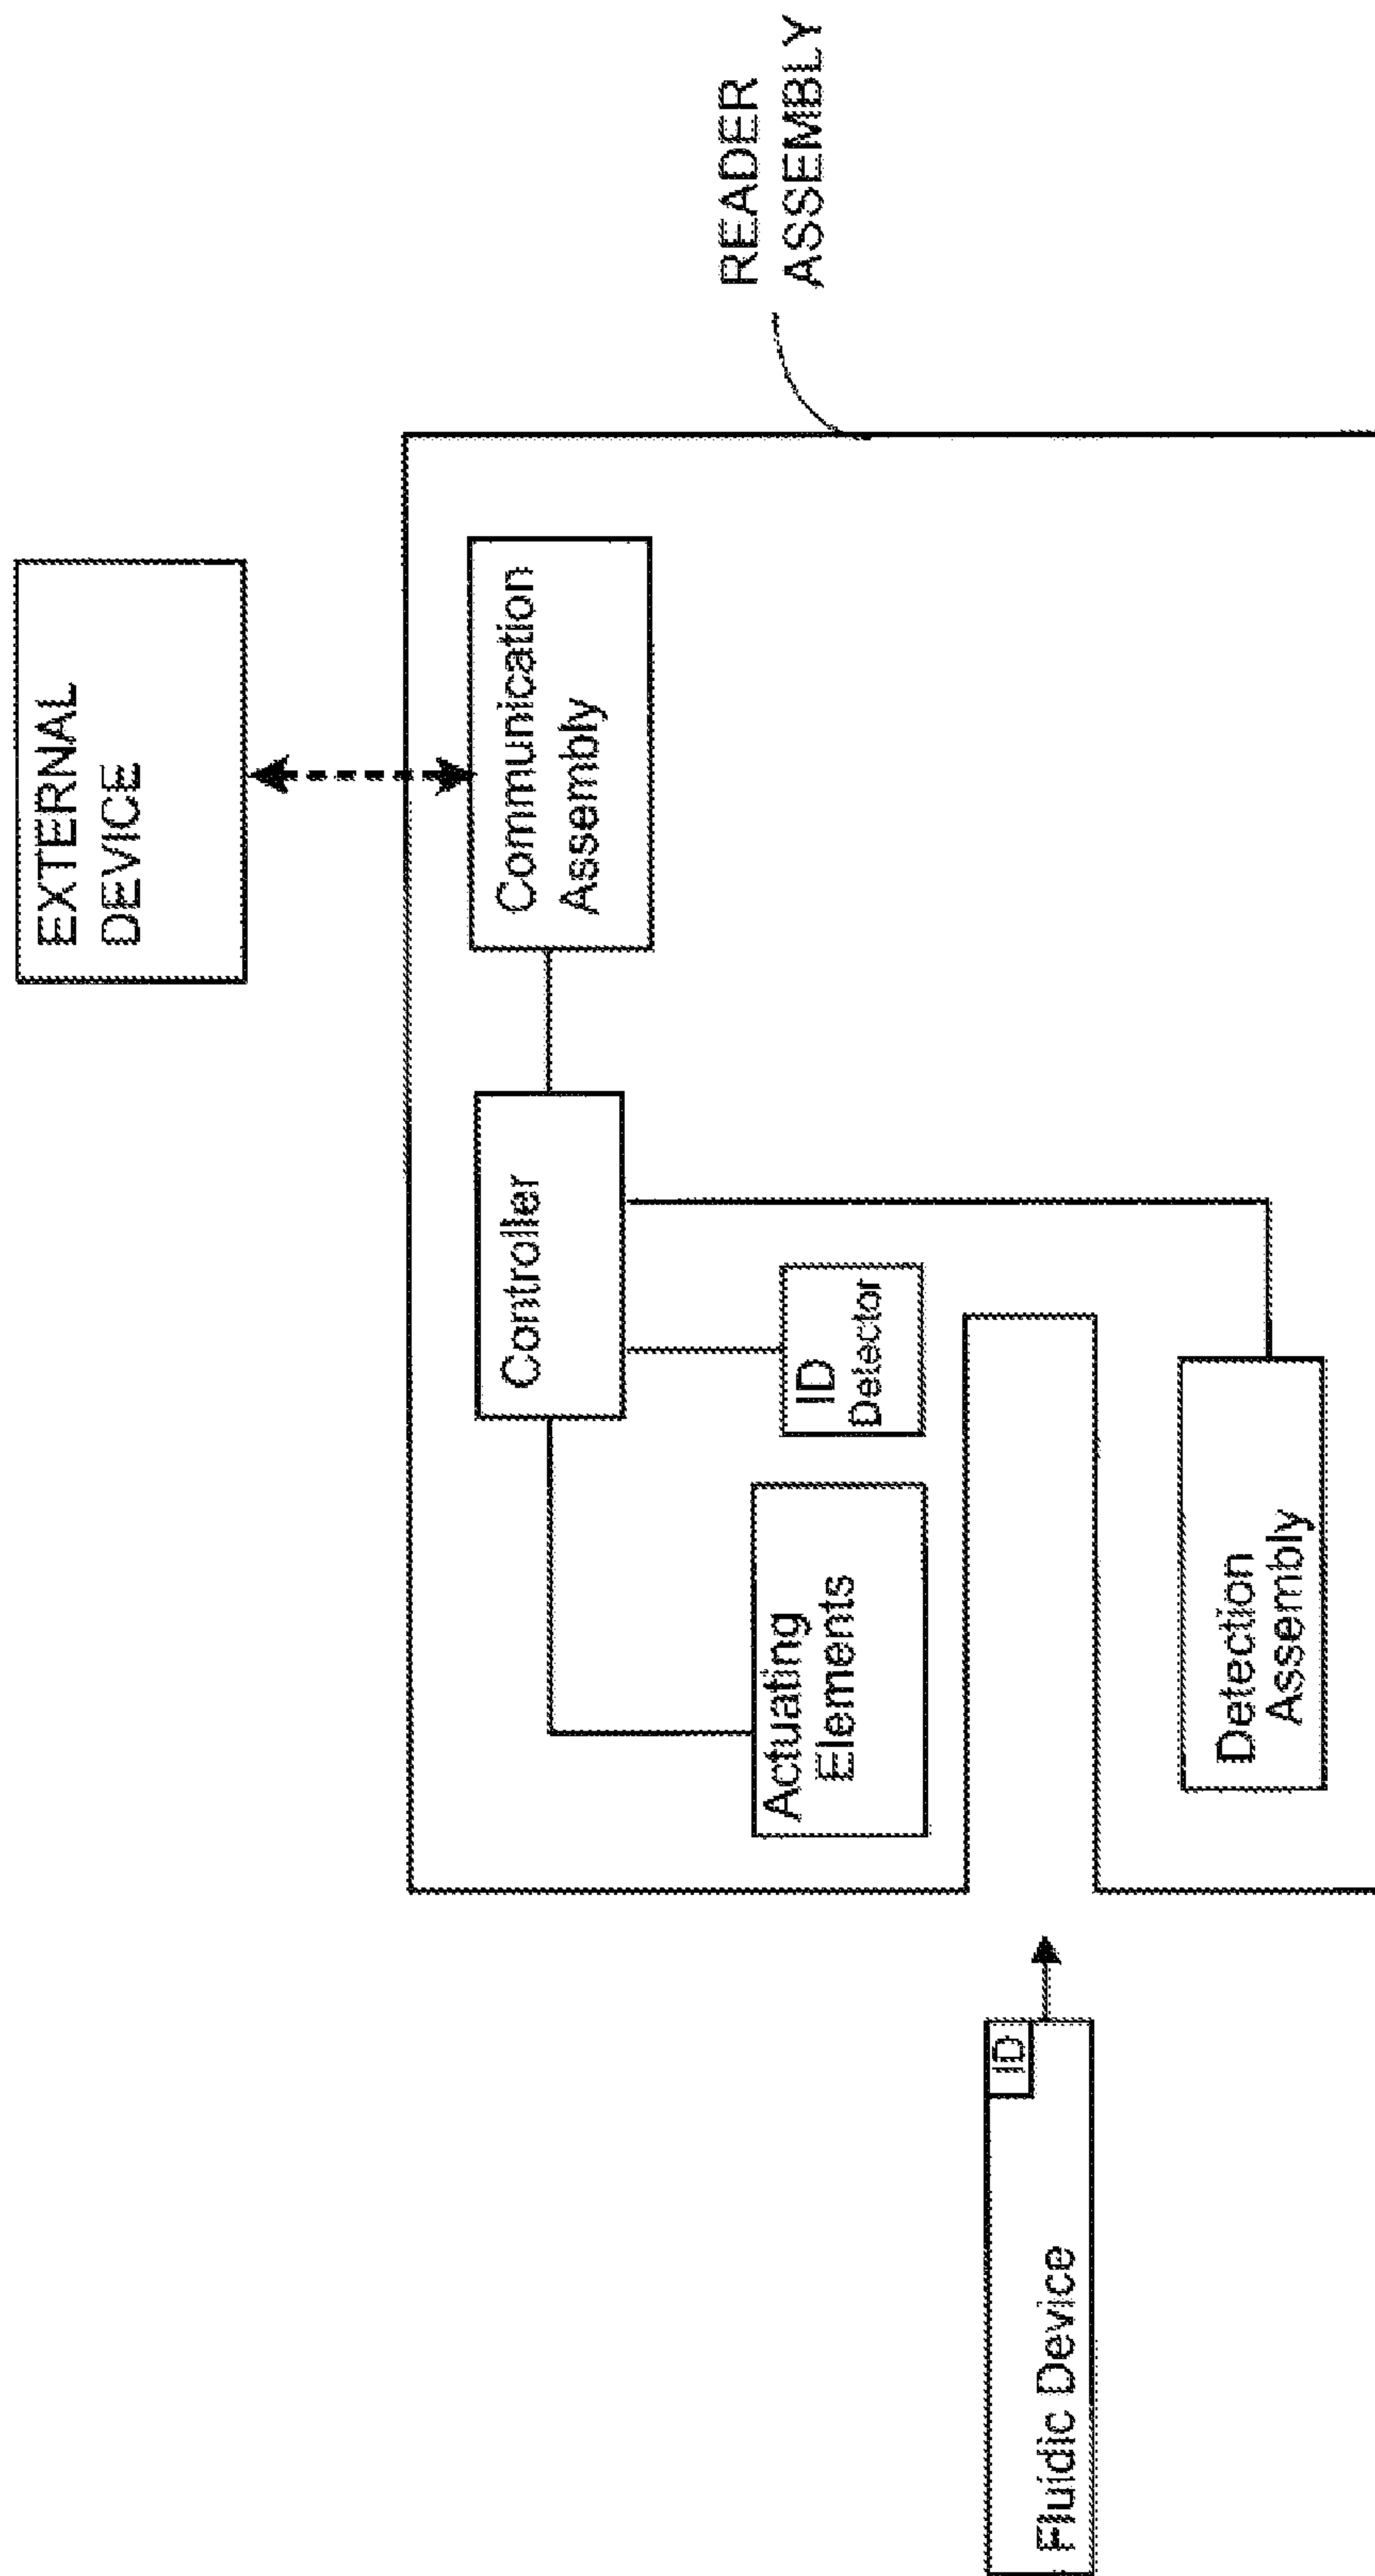 EXTERNAL
DEVICE
READER
ASSEMBLY
Communication
Assembly
Controller
ID
Detector
Actuating
Elements
Detection
Assembly
ID
Fluidic Device